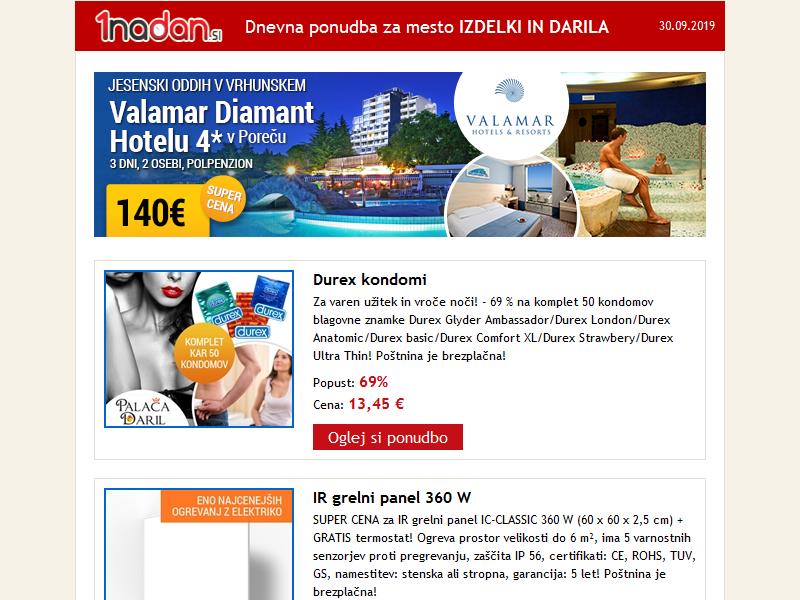 1nadan.si
Dnevna ponudba za mesto IZDELKI IN DARILA
30.09.2019
JESENSKI ODDIH V VRHUNSKEM
Valamar Diamant
Hotelu 4* v Poreču
3 DNI, 2 OSEBI, POLPENZION
140€
SUPER
CENA
VALAMAR
HOTELS & RESORTS
Durex kondomi
Za varen užitek in vroče noči! - 69 % na komplet 50 kondomov
blagovne znamke Durex Glyder Ambassador/Durex London/Durex
Anatomic/Durex basic/Durex Comfort XL/Durex Strawbery/Durex
Ultra Thin! Poštnina je brezplačna!
Popust: 69%
Cena: 13,45 €
Oglej si ponudbo
durex
durex
durex
durex
KOMPLET
KAR 50
KONDOMOV
PALAČA
DARIL
ENO NAJCENEJŠIH
OGREVANJ Z ELEKTRIKO
IR grelni panel 360 W
SUPER CENA za IR grelni panel IC-CLASSIC 360 W (60 x 60 x 2,5 cm) +
GRATIS termostat! Ogreva prostor velikosti do 6 m², ima 5 varnostnih
senzorjev proti pregrevanju, zaščita IP 56, certifikati: CE, ROHS, TUV,
GS, namestitev: stenska ali stropna, garancija: 5 let! Poštnina je
brezplačna!